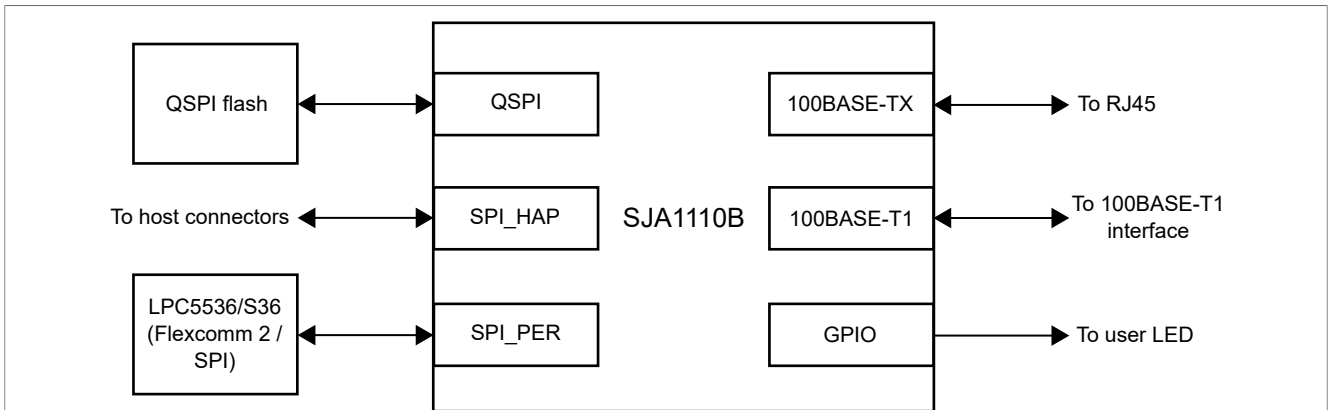 QSPI flash
QSPI
100BASE-TX
To RJ45
To host connectors
SPI_HAP
SJA1110B
100BASE-T1
To 100BASE-T1
interface
LPC5536/S36
(Flexcomm 2 /
SPI)
SPI_PER
GPIO
To user LED